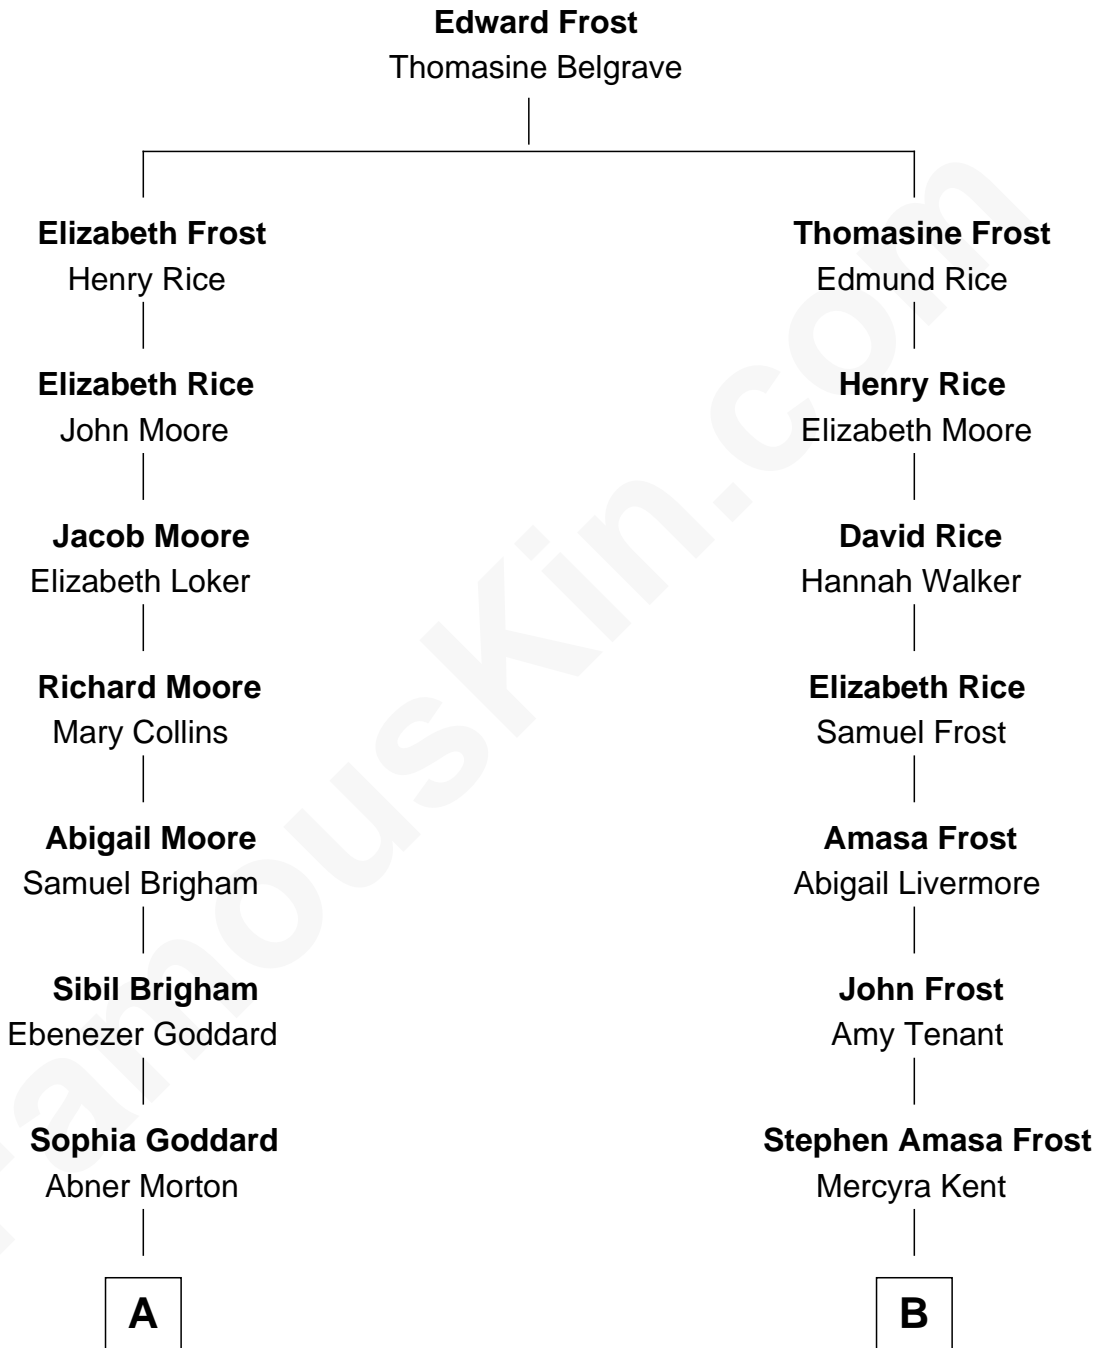 Edward Frost
Thomasine Belgrave
Elizabeth Frost
Henry Rice
Thomasine Frost
Edmund Rice
Elizabeth Rice
John Moore
Henry Rice
Elizabeth Moore
Jacob Moore
Elizabeth Loker
David Rice
Hannah Walker
Richard Moore
Mary Collins
Elizabeth Rice
Samuel Frost
Abigail Moore
Samuel Brigham
Amasa Frost
Abigail Livermore
Sibil Brigham
Ebenezer Goddard
John Frost
Amy Tenant
Sophia Goddard
Abner Morton
Stephen Amasa Frost
Mercyra Kent
A
B
FamousKin.com